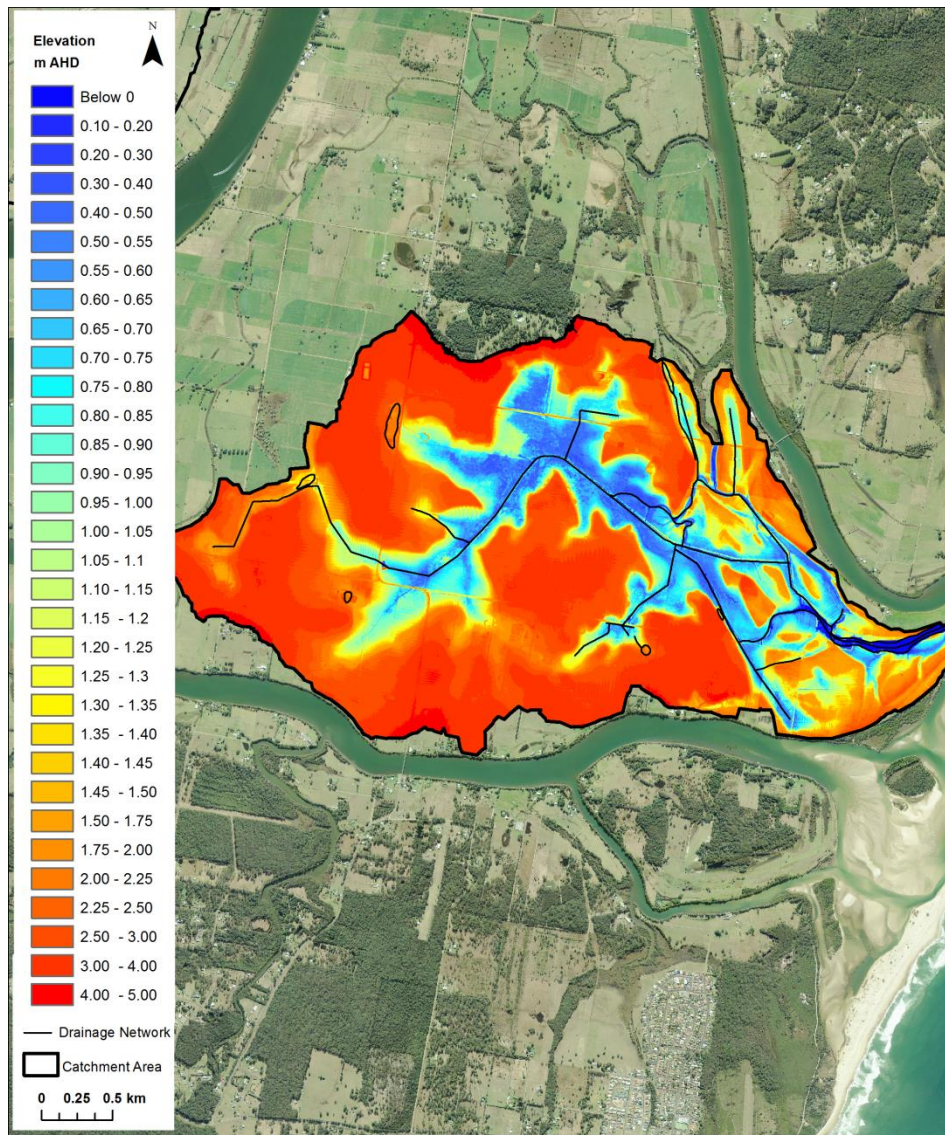 Elevation
m AHD
N
Below 0
0.10 - 0.20
0.20 - 0.30
0.30 - 0.40
0.40 - 0.50
0.50 - 0.55
0.55 - 0.60
0.60 - 0.65
0.65 - 0.70
0.70 - 0.75
0.75 - 0.80
0.80 - 0.85
0.85 - 0.90
0.90 - 0.95
0.95 - 1.00
1.00 - 1.05
1.05 - 1.1
1.10 - 1.15
1.15 - 1.2
1.20 - 1.25
1.25 - 1.3
1.30 - 1.35
1.35 - 1.40
1.40 - 1.45
1.45 - 1.50
1.50 - 1.75
1.75 - 2.00
2.00 - 2.25
2.25 - 2.50
2.50 - 3.00
3.00 - 4.00
4.00 - 5.00
Drainage Network
Catchment Area
0 0.25 0.5 km